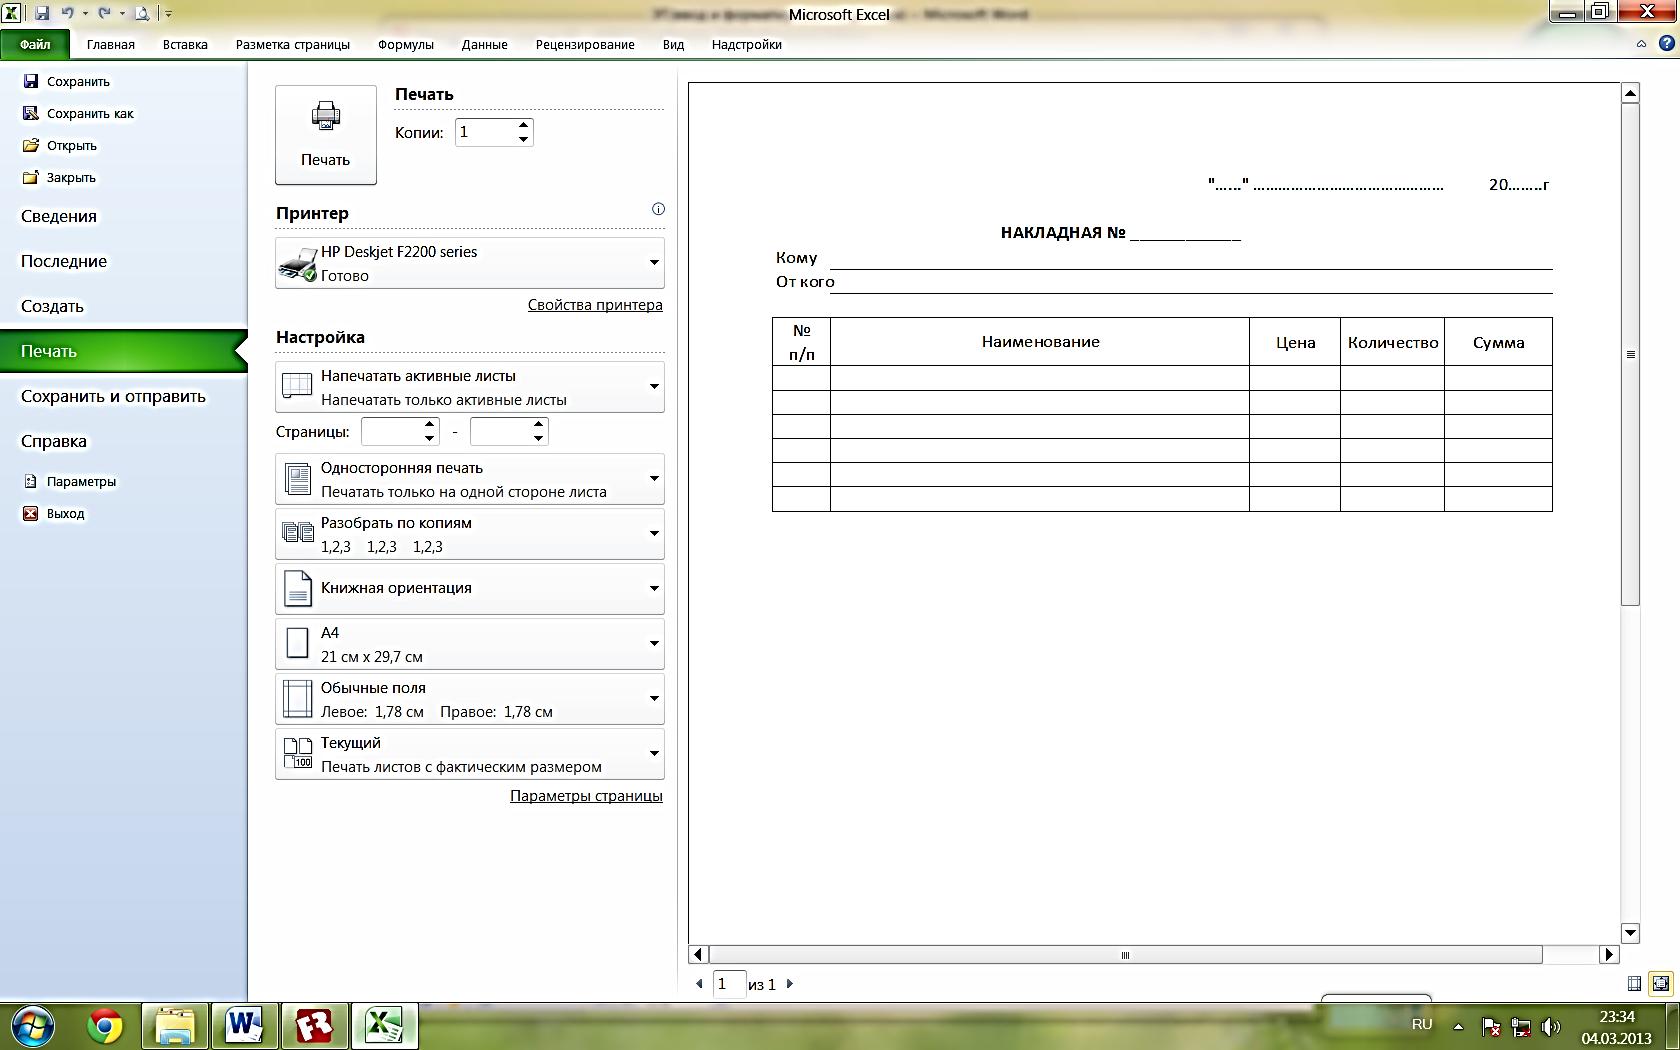 Microsoft Excel
Файл Главная Вставка Разметка страницы Формулы Данные Рецензирование Вид Надстройки
Сохранить
Сохранить как
Открыть
Закрыть
Сведения
Последние
Создать
Печать
Сохранить и отправить
Справка
Параметры
Выход
Печать
Печать
Копии: 1
Принтер
HP Deskjet F2200 series
Готово
Свойства принтера
Настройка
Напечатать активные листы
Напечатать только активные листы
Страницы: -
Односторонняя печать
Печатать только на одной стороне листа
Разобрать по копиям
1,2,3 1,2,3 1,2,3
Книжная ориентация
A4
21 см x 29,7 см
Обычные поля
Левое: 1,78 см Правое: 1,78 см
Текущий
100
Печать листов с фактическим размером
Параметры страницы
"......" .......................................... 20........г
НАКЛАДНАЯ № ____________
Кому
От кого
№ п/п Наименование Цена Количество Сумма
1 из 1
RU
23:34
04.03.2013